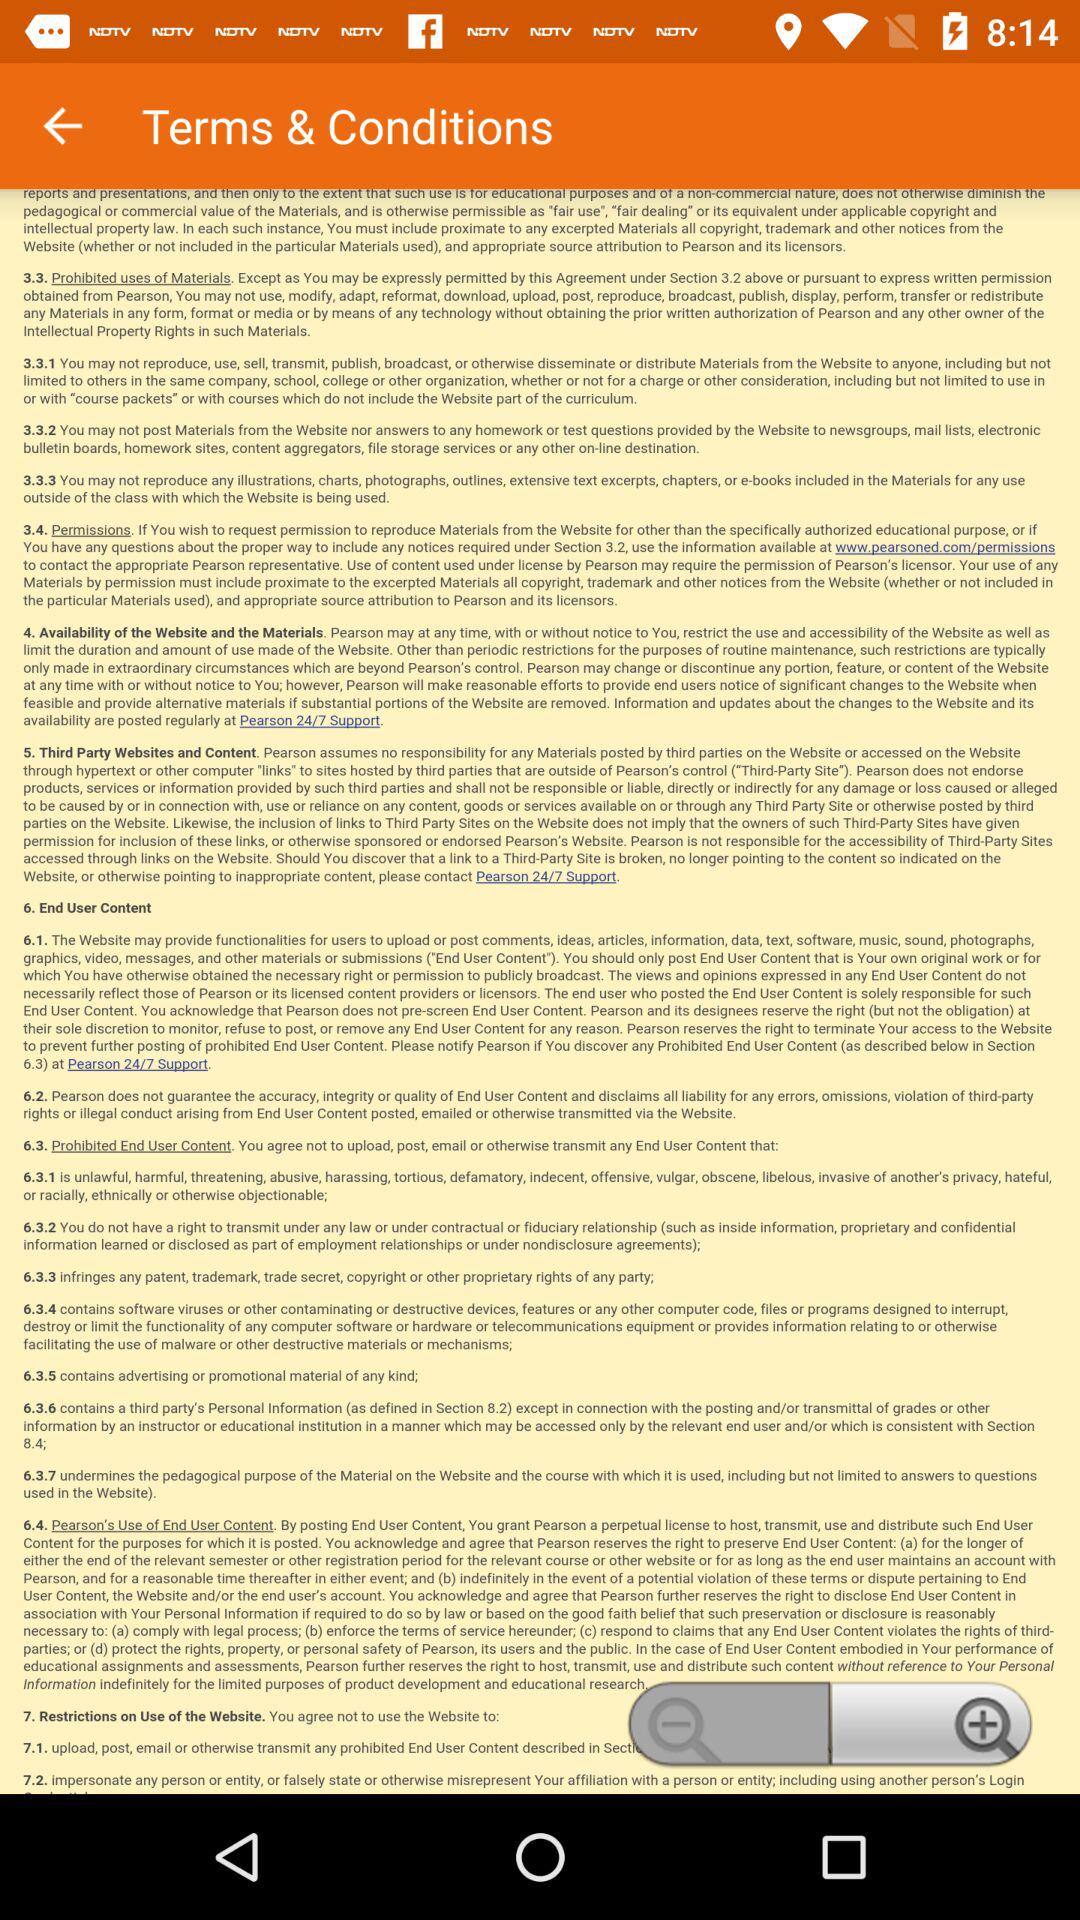 NDTV NDTV NDTV NDTV NDTV NDTV NDTV NDTV NDTV 8:14
Terms & Conditions
reports and presentations, and then only to the extent that such use is for educational purposes and of a non-commercial nature, does not otherwise diminish the
pedagogical or commercial value of the Materials, and is otherwise permissible as "fair use", “fair dealing” or its equivalent under applicable copyright and
intellectual property law. In each such instance, You must include proximate to any excerpted Materials all copyright, trademark and other notices from the
Website (whether or not included in the particular Materials used), and appropriate source attribution to Pearson and its licensors.
3.3. Prohibited uses of Materials. Except as You may be expressly permitted by this Agreement under Section 3.2 above or pursuant to express written permission
obtained from Pearson, You may not use, modify, adapt, reformat, download, upload, post, reproduce, broadcast, publish, display, perform, transfer or redistribute
any Materials in any form, format or media or by means of any technology without obtaining the prior written authorization of Pearson and any other owner of the
Intellectual Property Rights in such Materials.
3.3.1 You may not reproduce, use, sell, transmit, publish, broadcast, or otherwise disseminate or distribute Materials from the Website to anyone, including but not
limited to others in the same company, school, college or other organization, whether or not for a charge or other consideration, including but not limited to use in
or with “course packets” or with courses which do not include the Website part of the curriculum.
3.3.2 You may not post Materials from the Website nor answers to any homework or test questions provided by the Website to newsgroups, mail lists, electronic
bulletin boards, homework sites, content aggregators, file storage services or any other on-line destination.
3.3.3 You may not reproduce any illustrations, charts, photographs, outlines, extensive text excerpts, chapters, or e-books included in the Materials for any use
outside of the class with which the Website is being used.
3.4. Permissions. If You wish to request permission to reproduce Materials from the Website for other than the specifically authorized educational purpose, or if
You have any questions about the proper way to include any notices required under Section 3.2, use the information available at www.pearsoned.com/permissions
to contact the appropriate Pearson representative. Use of content used under license by Pearson may require the permission of Pearson’s licensor. Your use of any
Materials by permission must include proximate to the excerpted Materials all copyright, trademark and other notices from the Website (whether or not included in
the particular Materials used), and appropriate source attribution to Pearson and its licensors.
4. Availability of the Website and the Materials. Pearson may at any time, with or without notice to You, restrict the use and accessibility of the Website as well as
limit the duration and amount of use made of the Website. Other than periodic restrictions for the purposes of routine maintenance, such restrictions are typically
only made in extraordinary circumstances which are beyond Pearson’s control. Pearson may change or discontinue any portion, feature, or content of the Website
at any time with or without notice to You; however, Pearson will make reasonable efforts to provide end users notice of significant changes to the Website when
feasible and provide alternative materials if substantial portions of the Website are removed. Information and updates about the changes to the Website and its
availability are posted regularly at Pearson 24/7 Support.
5. Third Party Websites and Content. Pearson assumes no responsibility for any Materials posted by third parties on the Website or accessed on the Website
through hypertext or other computer "links" to sites hosted by third parties that are outside of Pearson’s control (“Third-Party Site”). Pearson does not endorse
products, services or information provided by such third parties and shall not be responsible or liable, directly or indirectly for any damage or loss caused or alleged
to be caused by or in connection with, use or reliance on any content, goods or services available on or through any Third Party Site or otherwise posted by third
parties on the Website. Likewise, the inclusion of links to Third Party Sites on the Website does not imply that the owners of such Third-Party Sites have given
permission for inclusion of these links, or otherwise sponsored or endorsed Pearson’s Website. Pearson is not responsible for the accessibility of Third-Party Sites
accessed through links on the Website. Should You discover that a link to a Third-Party Site is broken, no longer pointing to the content so indicated on the
Website, or otherwise pointing to inappropriate content, please contact Pearson 24/7 Support.
6. End User Content
6.1. The Website may provide functionalities for users to upload or post comments, ideas, articles, information, data, text, software, music, sound, photographs,
graphics, video, messages, and other materials or submissions ("End User Content"). You should only post End User Content that is Your own original work or for
which You have otherwise obtained the necessary right or permission to publicly broadcast. The views and opinions expressed in any End User Content do not
necessarily reflect those of Pearson or its licensed content providers or licensors. The end user who posted the End User Content is solely responsible for such
End User Content. You acknowledge that Pearson does not pre-screen End User Content. Pearson and its designees reserve the right (but not the obligation) at
their sole discretion to monitor, refuse to post, or remove any End User Content for any reason. Pearson reserves the right to terminate Your access to the Website
to prevent further posting of prohibited End User Content. Please notify Pearson if You discover any Prohibited End User Content (as described below in Section
6.3) at Pearson 24/7 Support.
6.2. Pearson does not guarantee the accuracy, integrity or quality of End User Content and disclaims all liability for any errors, omissions, violation of third-party
rights or illegal conduct arising from End User Content posted, emailed or otherwise transmitted via the Website.
6.3. Prohibited End User Content. You agree not to upload, post, email or otherwise transmit any End User Content that:
6.3.1 is unlawful, harmful, threatening, abusive, harassing, tortious, defamatory, indecent, offensive, vulgar, obscene, libelous, invasive of another’s privacy, hateful,
or racially, ethnically or otherwise objectionable;
6.3.2 You do not have a right to transmit under any law or under contractual or fiduciary relationship (such as inside information, proprietary and confidential
information learned or disclosed as part of employment relationships or under nondisclosure agreements);
6.3.3 infringes any patent, trademark, trade secret, copyright or other proprietary rights of any party;
6.3.4 contains software viruses or other contaminating or destructive devices, features or any other computer code, files or programs designed to interrupt,
destroy or limit the functionality of any computer software or hardware or telecommunications equipment or provides information relating to or otherwise
facilitating the use of malware or other destructive materials or mechanisms;
6.3.5 contains advertising or promotional material of any kind;
6.3.6 contains a third party’s Personal Information (as defined in Section 8.2) except in connection with the posting and/or transmittal of grades or other
information by an instructor or educational institution in a manner which may be accessed only by the relevant end user and/or which is consistent with Section
8.4;
6.3.7 undermines the pedagogical purpose of the Material on the Website and the course with which it is used, including but not limited to answers to questions
used in the Website).
6.4. Pearson’s Use of End User Content. By posting End User Content, You grant Pearson a perpetual license to host, transmit, use and distribute such End User
Content for the purposes for which it is posted. You acknowledge and agree that Pearson reserves the right to preserve End User Content: (a) for the longer of
either the end of the relevant semester or other registration period for the relevant course or other website or for as long as the end user maintains an account with
Pearson, and for a reasonable time thereafter in either event; and (b) indefinitely in the event of a potential violation of these terms or dispute pertaining to End
User Content, the Website and/or the end user’s account. You acknowledge and agree that Pearson further reserves the right to disclose End User Content in
association with Your Personal Information if required to do so by law or based on the good faith belief that such preservation or disclosure is reasonably
necessary to: (a) comply with legal process; (b) enforce the terms of service hereunder; (c) respond to claims that any End User Content violates the rights of third-
parties; or (d) protect the rights, property, or personal safety of Pearson, its users and the public. In the case of End User Content embodied in Your performance of
educational assignments and assessments, Pearson further reserves the right to host, transmit, use and distribute such content without reference to Your Personal
Information indefinitely for the limited purposes of product development and educational research.
7. Restrictions on Use of the Website. You agree not to use the Website to:
7.1. upload, post, email or otherwise transmit any prohibited End User Content described in
7.2. impersonate any person or entity, or falsely state or otherwise misrepresent Your affiliation with a person or entity; including using another person’s Login